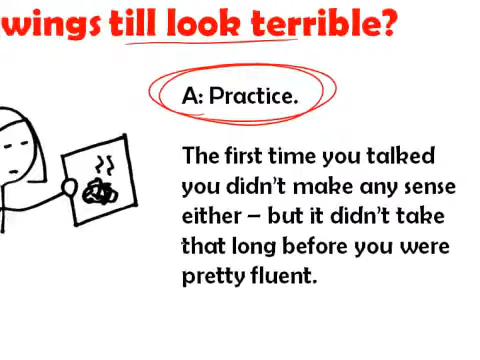 wings till look terrible?
A: Practice.
The first time you talked
you didn't make any sense
either – but it didn't take
that long before you were
pretty fluent.